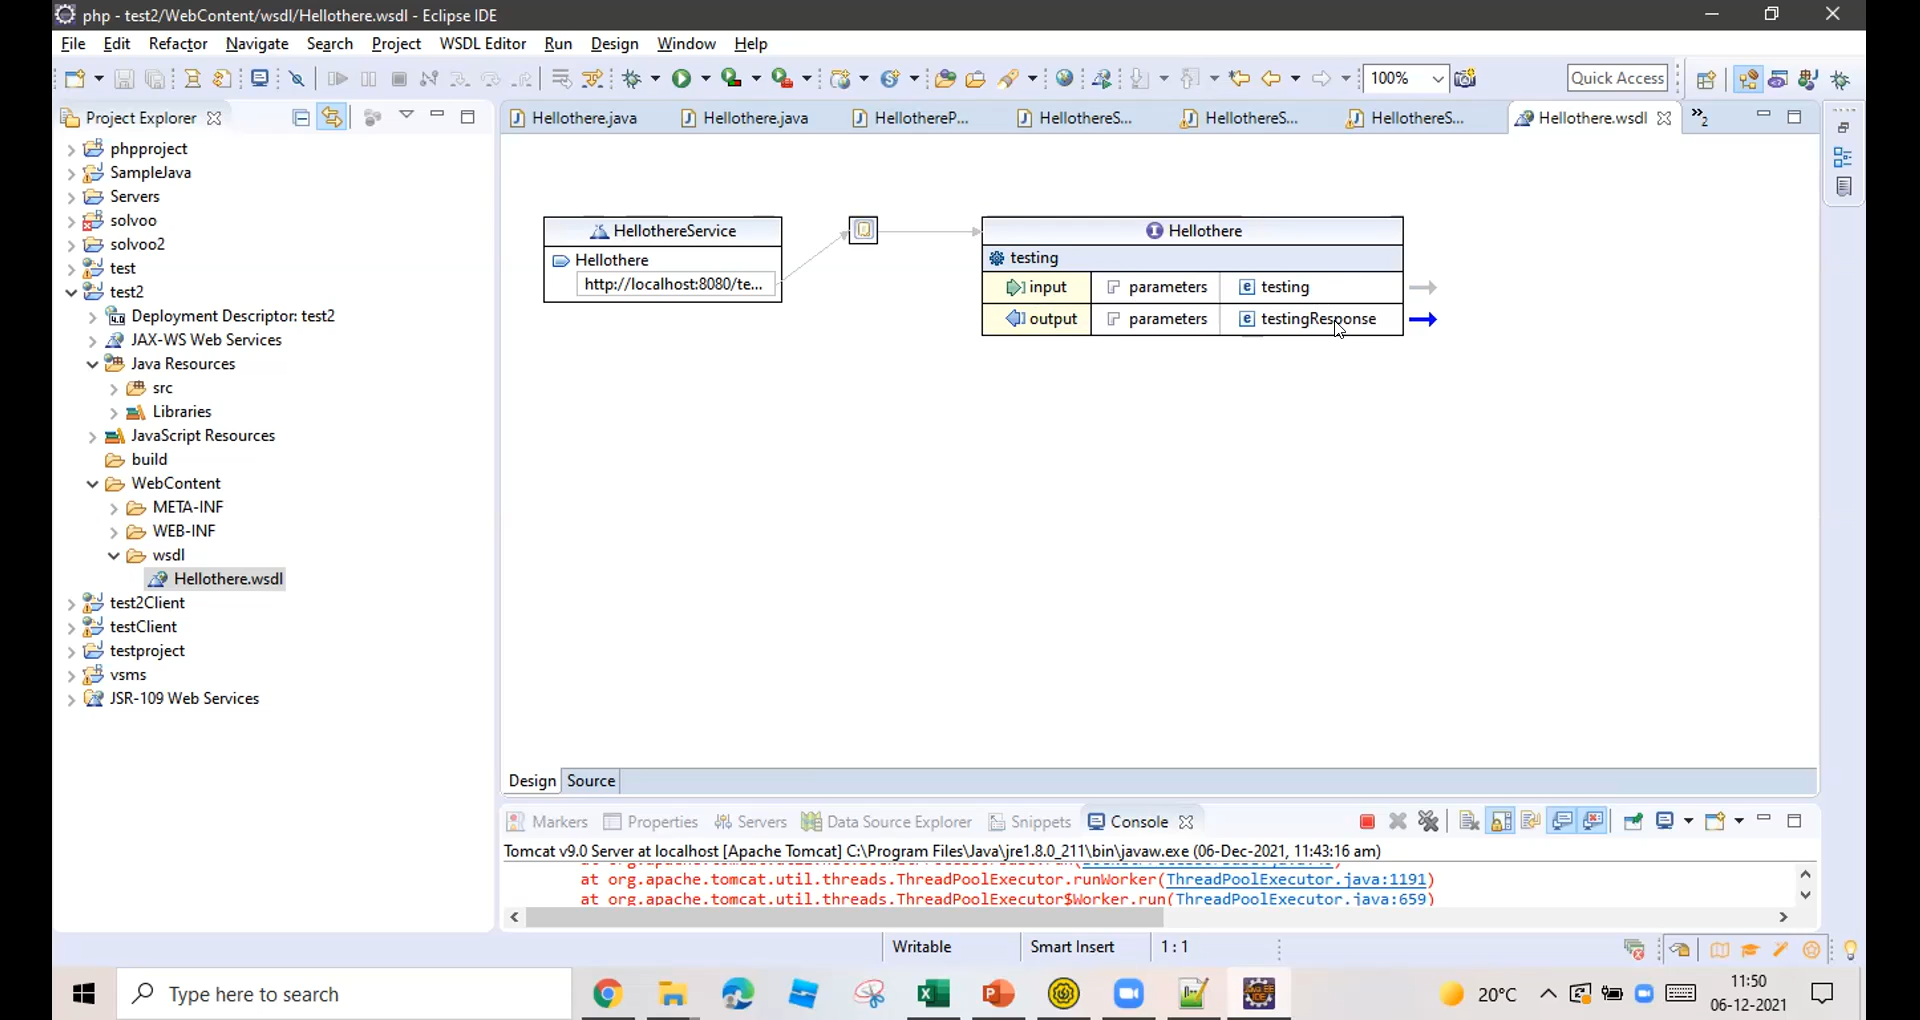 php - test2/WebContent/wsdl/Hellothere.wsdl - Eclipse IDE
File Edit Refactor Navigate Search Project WSDL Editor Run Design Window Help
100% Quick Access
Project Explorer
Hellothere.java Hellothere.java HellothereP... HellothereS... HellothereS... HellothereS... Hellothere.wsdl »2
phpproject
SampleJava
Servers
solvoo
solvoo2
test
test2
Deployment Descriptor: test2
JAX-WS Web Services
Java Resources
src
Libraries
JavaScript Resources
build
WebContent
META-INF
WEB-INF
wsdl
Hellothere.wsdl
test2Client
testClient
testproject
vsms
JSR-109 Web Services
HellothereService
Hellothere
http://localhost:8080/te...
Hellothere
testing
input parameters testing
output parameters testingResponse
Design Source
Markers Properties Servers Data Source Explorer Snippets Console
Tomcat v9.0 Server at localhost [Apache Tomcat] C:\Program Files\Java\jre1.8.0_211\bin\javaw.exe (06-Dec-2021, 11:43:16 am)
at org.apache.tomcat.util.threads.ThreadPoolExecutor.runWorker(ThreadPoolExecutor.java:1191)
at org.apache.tomcat.util.threads.ThreadPoolExecutor$Worker.run(ThreadPoolExecutor.java:659)
Writable Smart Insert 1 : 1
Type here to search
20°C
11:50
06-12-2021